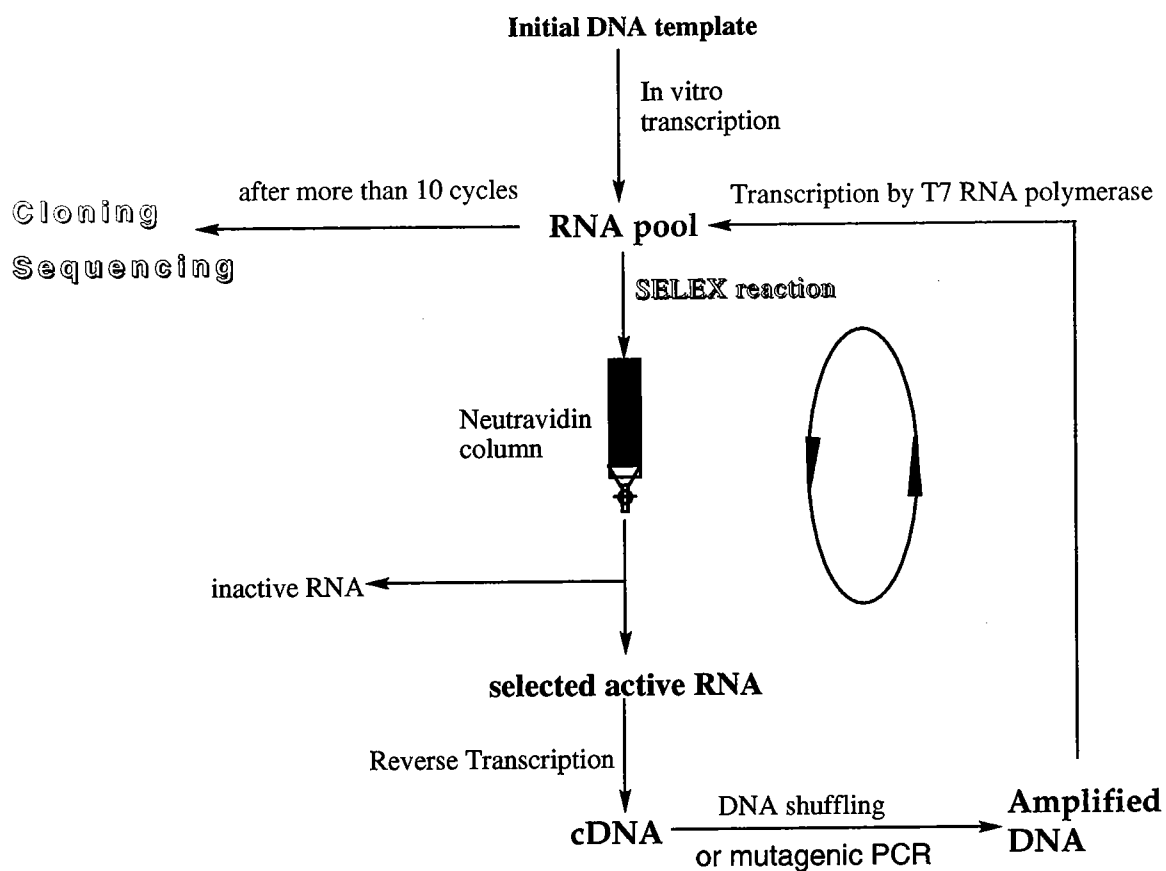 Initial DNA template
In vitro
transcription
after more than 10 cycles
Transcription by T7 RNA polymerase
Cloning
Sequencing
RNA pool
SELEX reaction
Neutravidin
column
inactive RNA
selected active RNA
Reverse Transcription
cDNA
DNA shuffling
or mutagenic PCR
Amplified
DNA